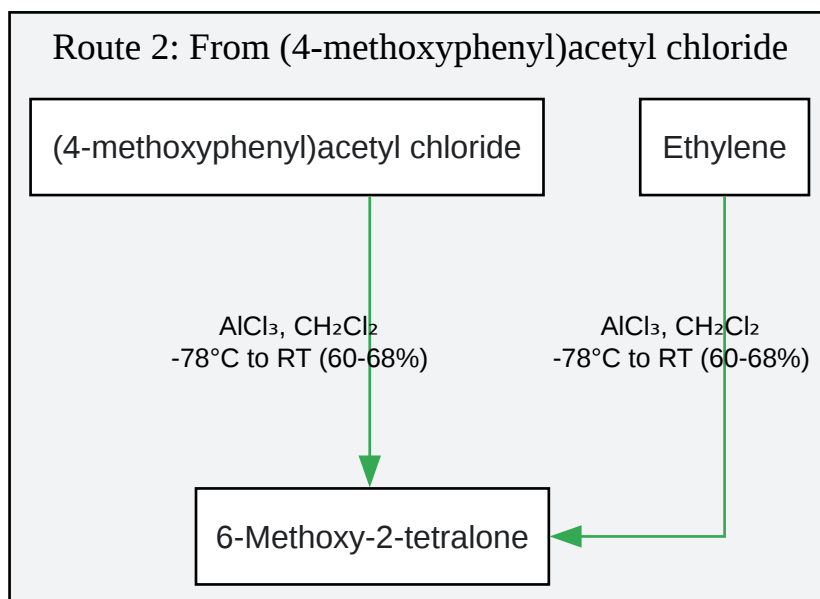 Route 2: From (4-methoxyphenyl)acetyl chloride
(4-methoxyphenyl)acetyl chloride
Ethylene
AlCl₃, CH₂Cl₂
-78°C to RT (60-68%)
AlCl₃, CH₂Cl₂
-78°C to RT (60-68%)
6-Methoxy-2-tetralone